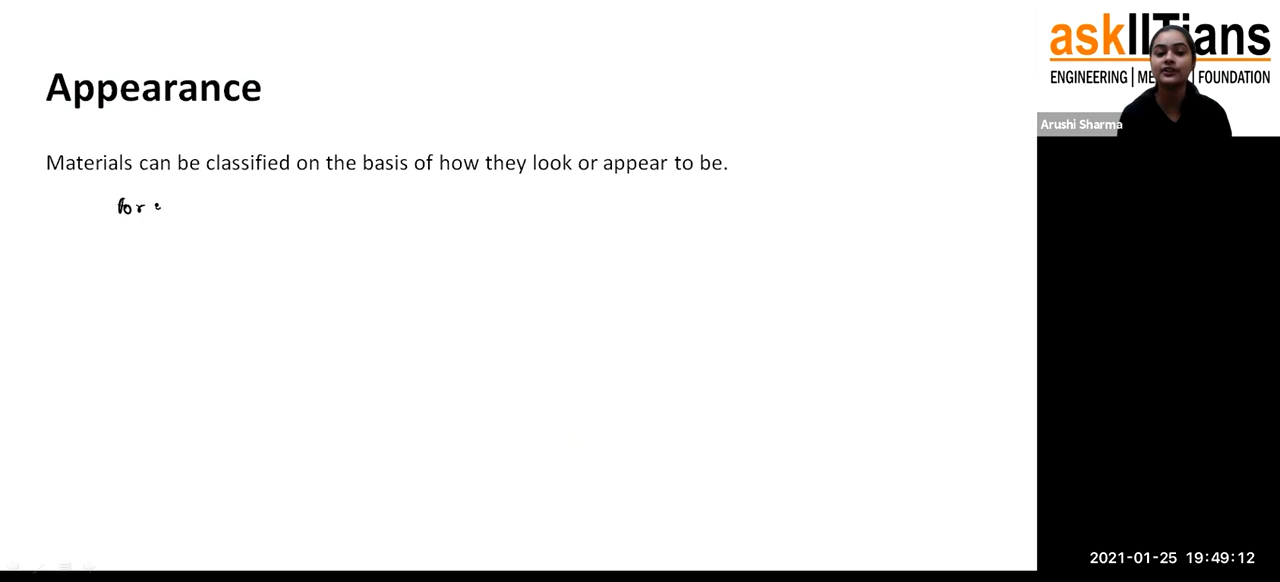 askIITians
ENGINEERING | ME | FOUNDATION
Arushi Sharma
Appearance
Materials can be classified on the basis of how they look or appear to be.
for e
2021-01-25 19:49:12